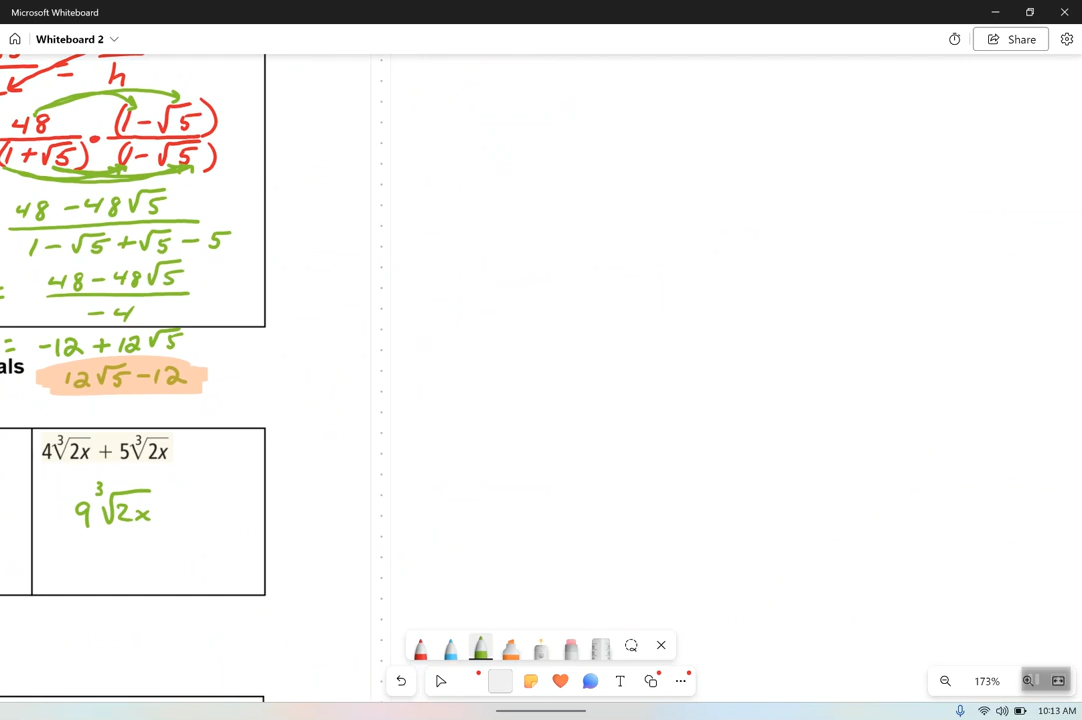 Microsoft Whiteboard
Whiteboard 2
Share
h
48 (1-√5)
(1+√5) · (1-√5)
48 - 48√5
1 - √5 + √5 - 5
= 48 - 48√5
-4
= -12 + 12√5
als
12√5 - 12
4∛2x + 5∛2x
9∛2x
173%
10:13 AM